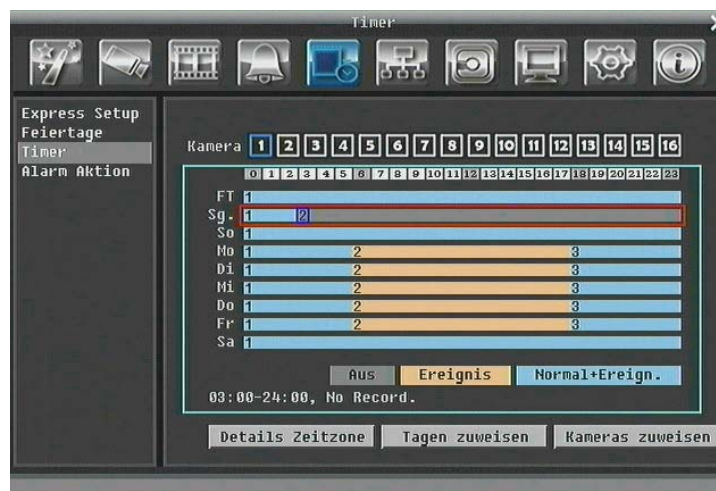 Timer
Express Setup
Feiertage
Timer
Alarm Aktion
Kamera 1 2 3 4 5 6 7 8 9 10 11 12 13 14 15 16
0 1 2 3 4 5 6 7 8 9 10 11 12 13 14 15 16 17 18 19 20 21 22 23
FT 1
Sg. 1 2
So 1
Mo 1 2 3
Di 1 2 3
Mi 1 2 3
Do 1 2 3
Fr 1 2 3
Sa 1
Aus Ereignis Normal+Ereign.
03:00-24:00, No Record.
Details Zeitzone Tagen zuweisen Kameras zuweisen